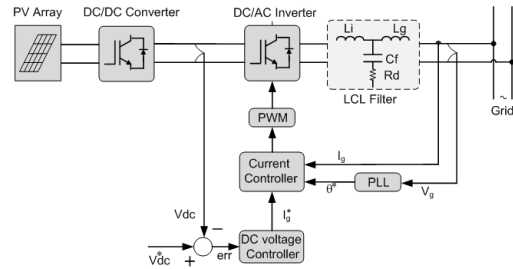 PV Array
DC/DC Converter
DC/AC Inverter
Li
Lg
Cf
Rd
LCL Filter
~
Grid
PWM
Current
Controller
Ig
PLL
θ*
Vg
Vdc
Ig*
DC voltage
Controller
−
+
err
Vdc*